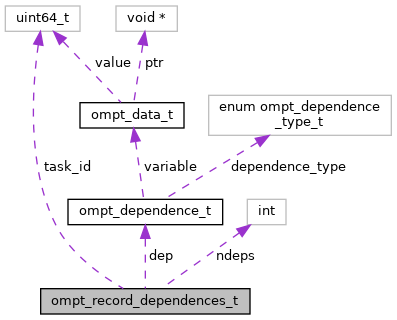 uint64_t
void *
value
ptr
ompt_data_t
enum ompt_dependence
_type_t
task_id
variable
dependence_type
ompt_dependence_t
int
dep
ndeps
ompt_record_dependences_t